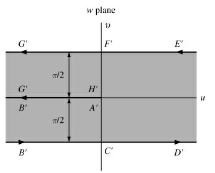 w plane
υ
G' F' E'
π/2
G' H' u
B' A'
π/2
B' C' D'